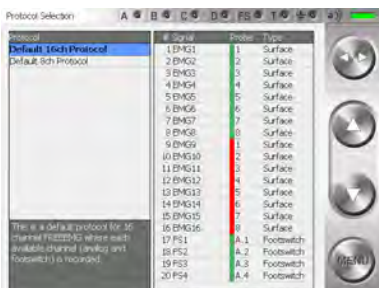 Protocol Selection A B C D FS T
Protocol
Default 16ch Protocol
Default 8ch Protocol
This is a default protocol for 16
channel FREEEMG where each
available channel (analog and
footswitch) is recorded.
# Signal Probe Type
1 EMG1 1 Surface
2 EMG2 2 Surface
3 EMG3 3 Surface
4 EMG4 4 Surface
5 EMG5 5 Surface
6 EMG6 6 Surface
7 EMG7 7 Surface
8 EMG8 8 Surface
9 EMG9 1 Surface
10 EMG10 2 Surface
11 EMG11 3 Surface
12 EMG12 4 Surface
13 EMG13 5 Surface
14 EMG14 6 Surface
15 EMG15 7 Surface
16 EMG16 8 Surface
17 FS1 A.1 Footswitch
18 FS2 A.2 Footswitch
19 FS3 A.3 Footswitch
20 FS4 A.4 Footswitch
MENU